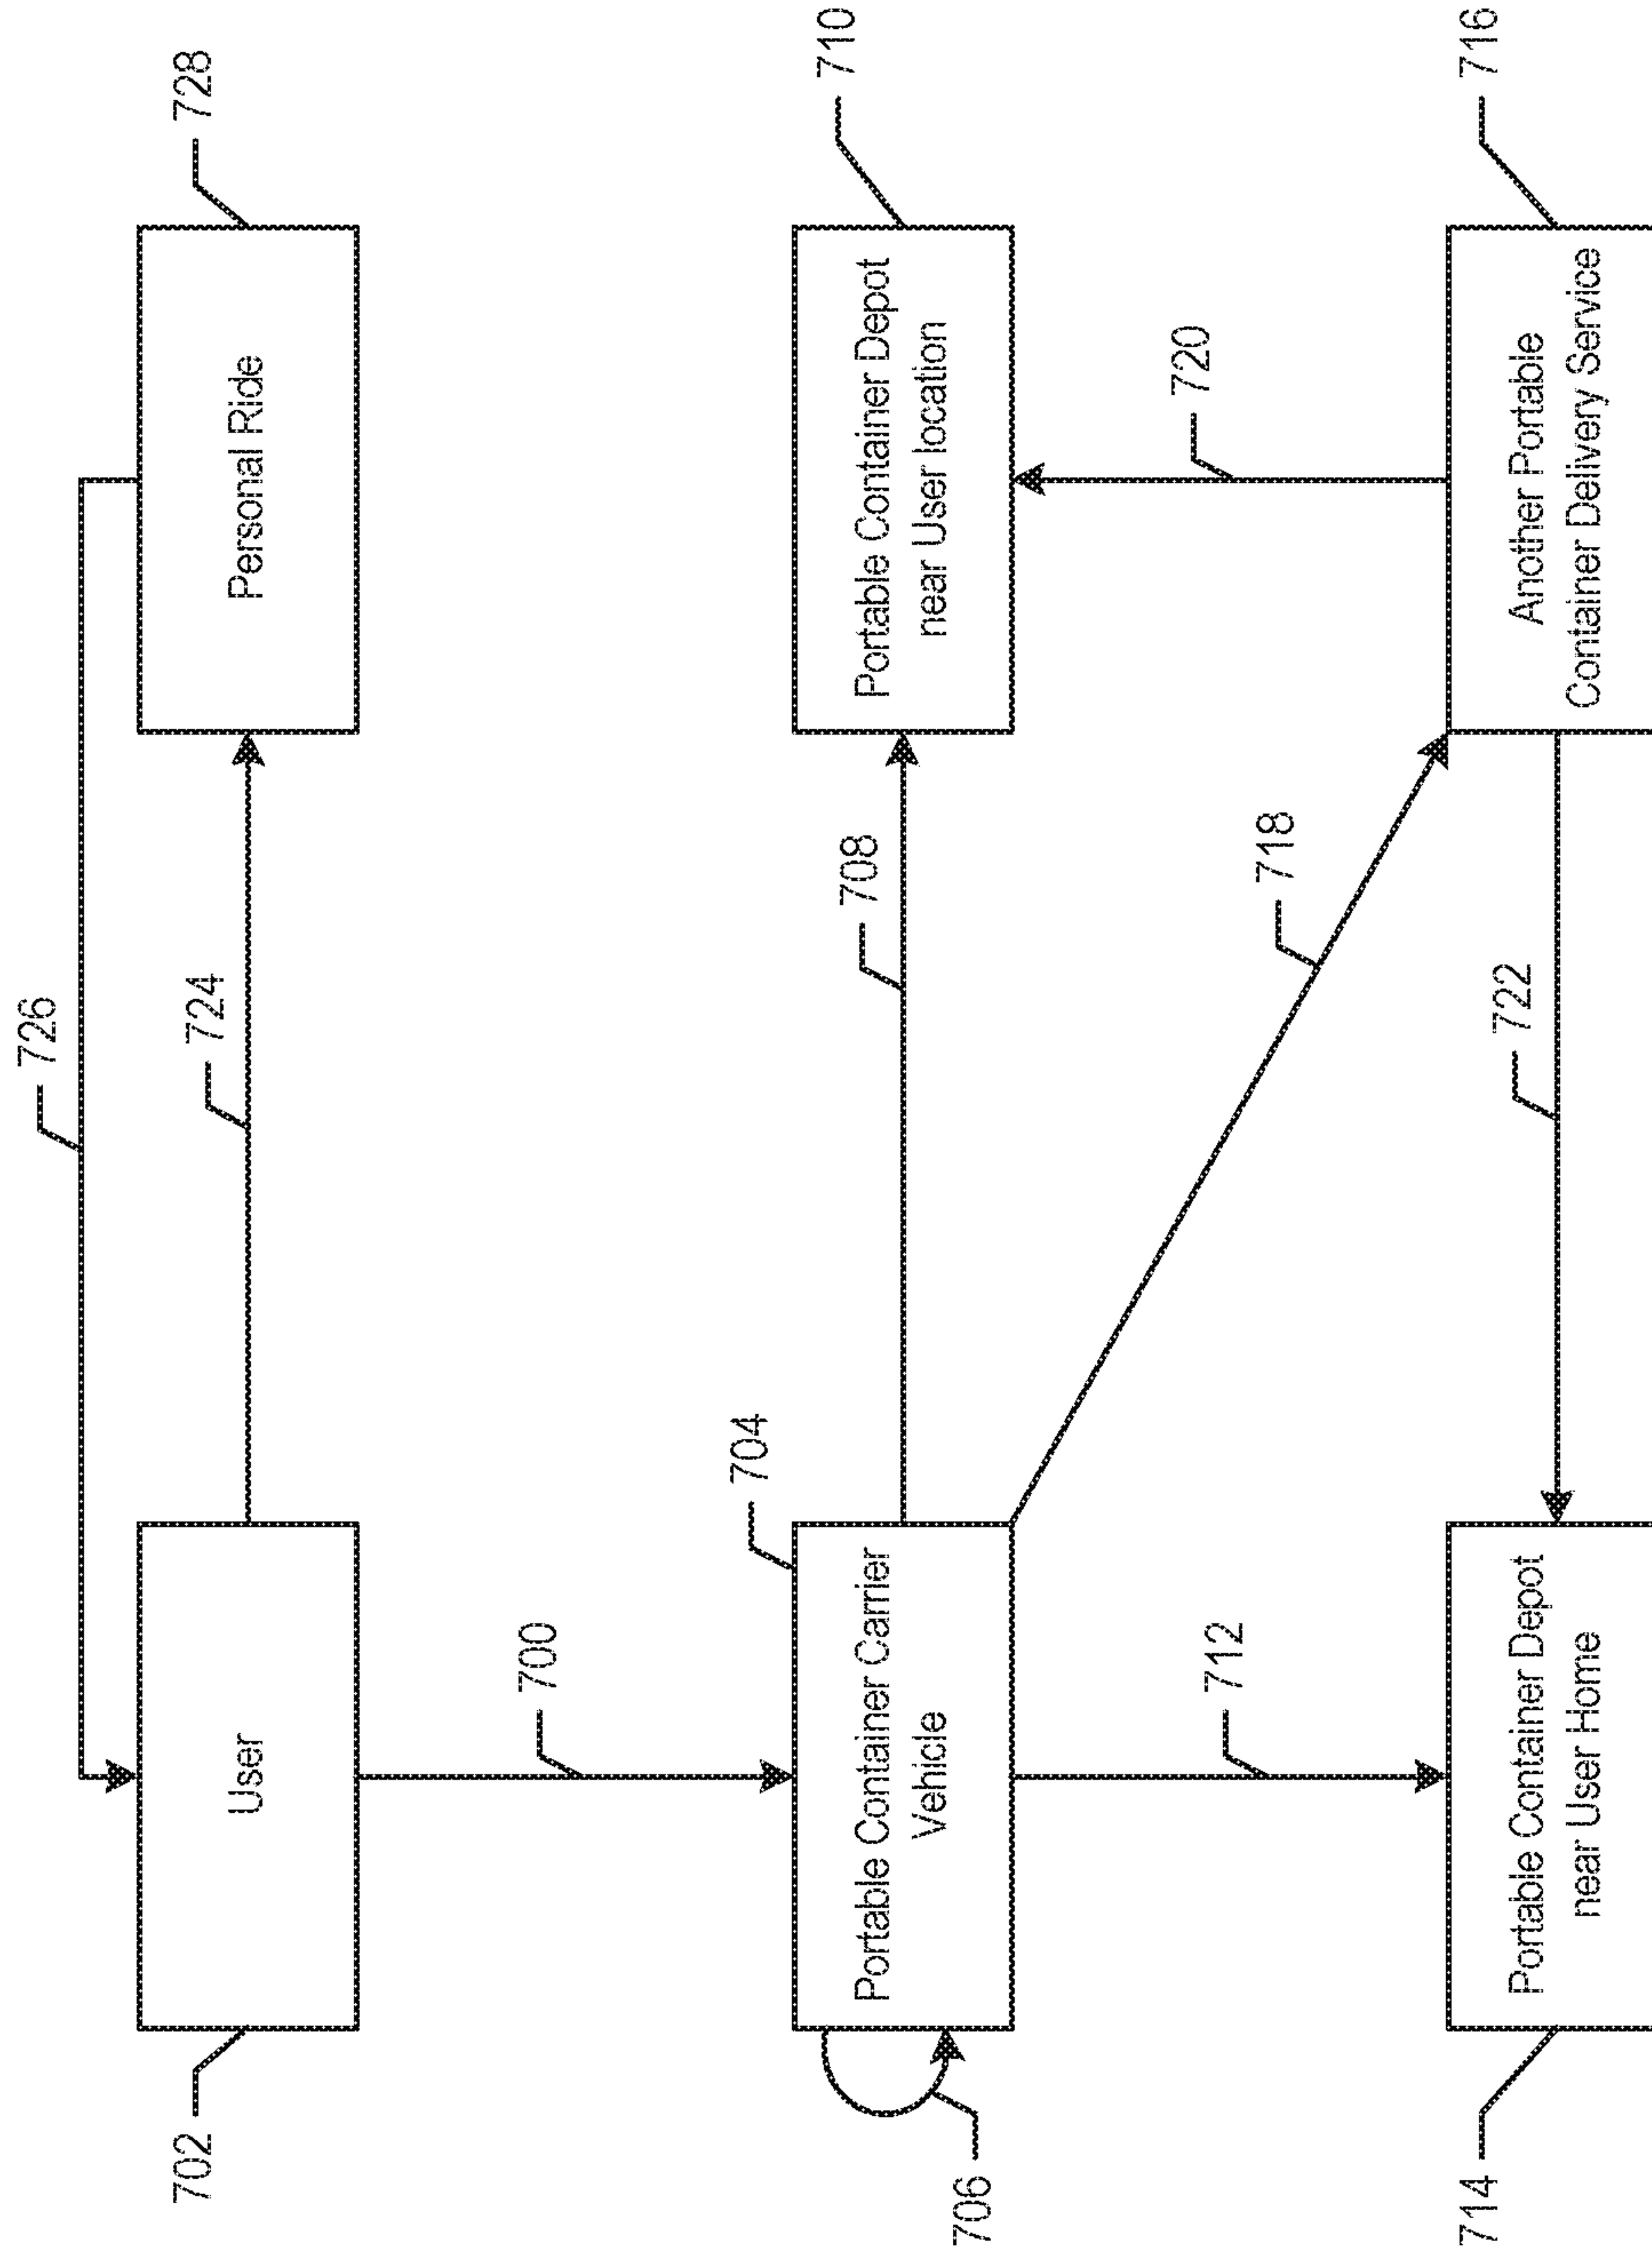 726
724
702
User
Personal Ride
728
700
704
708
706
Portable Container Carrier
Vehicle
Portable Container Depot
near User location
710
712
718
720
722
714
Portable Container Depot
near User Home
Another Portable
Container Delivery Service
716